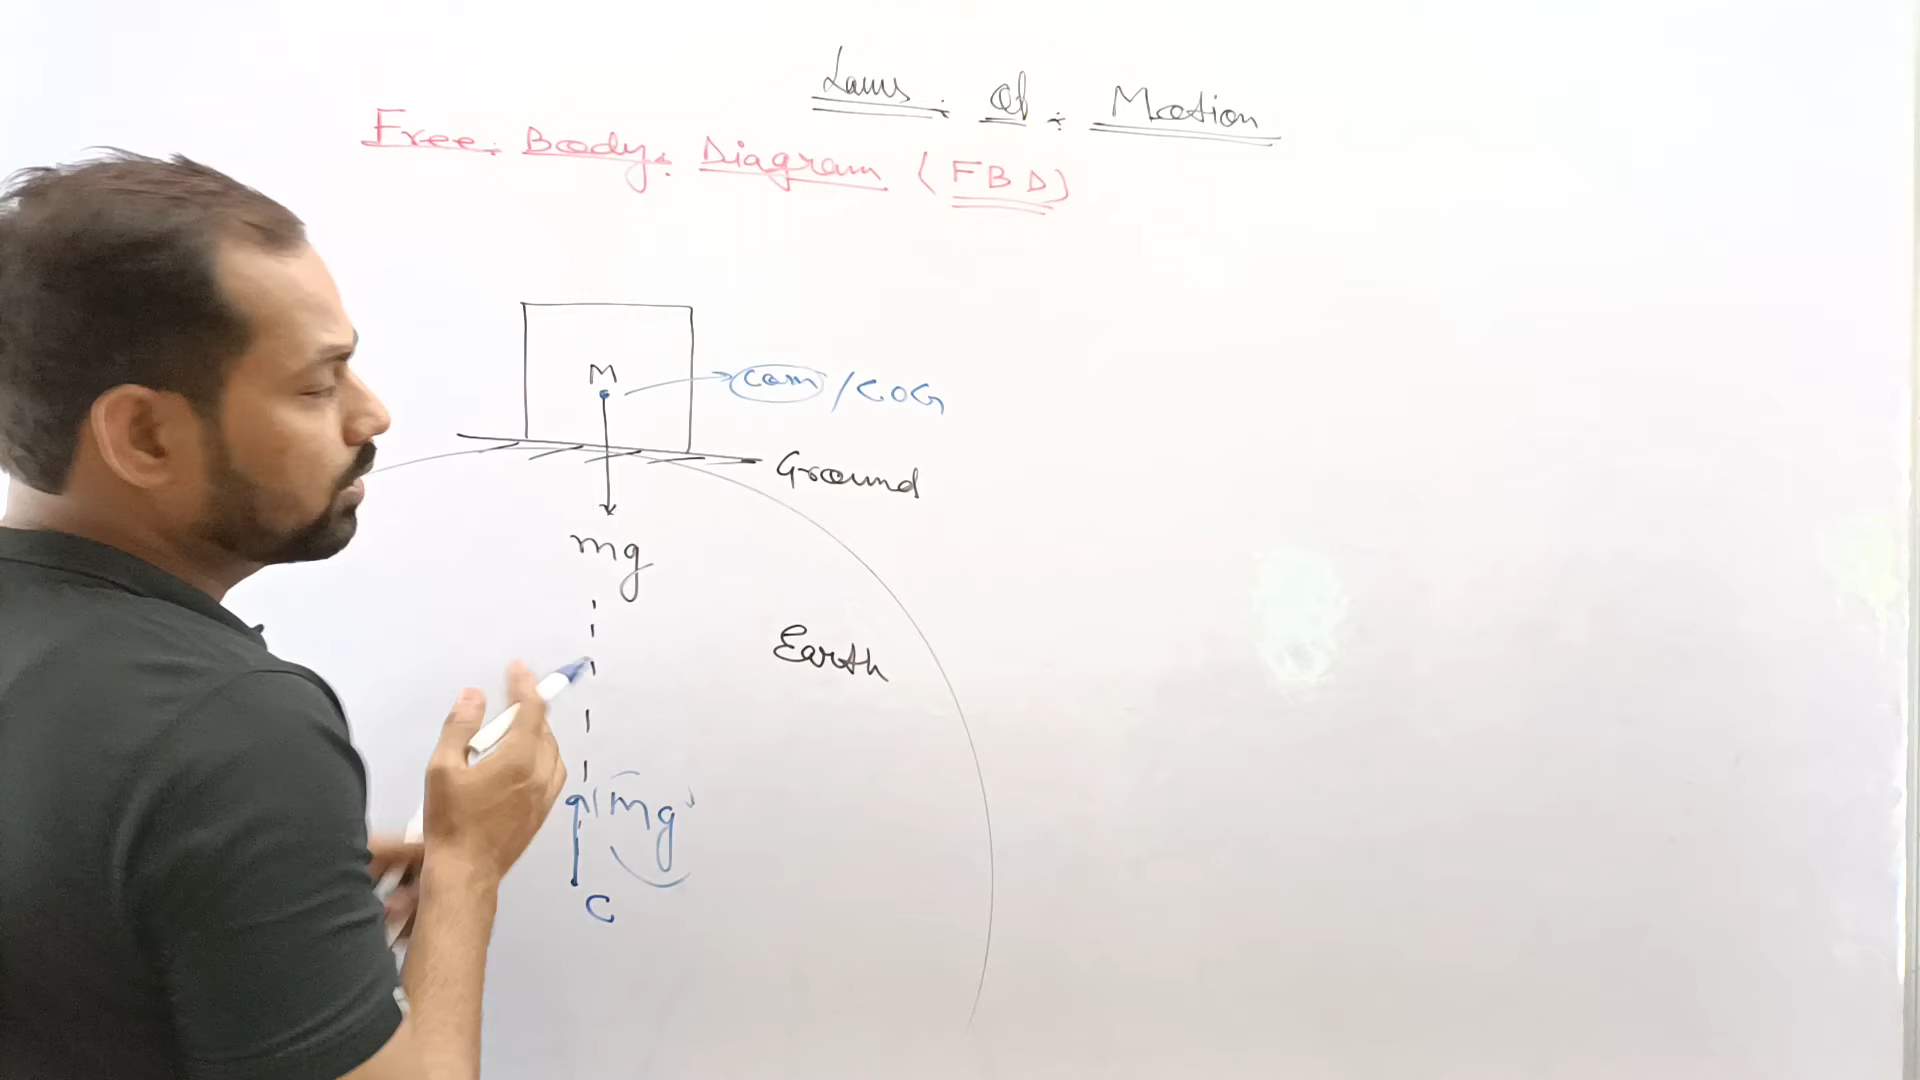 Laws of Motion
Free Body Diagram (FBD)
M
com / COG
Ground
mg
Earth
mg
C